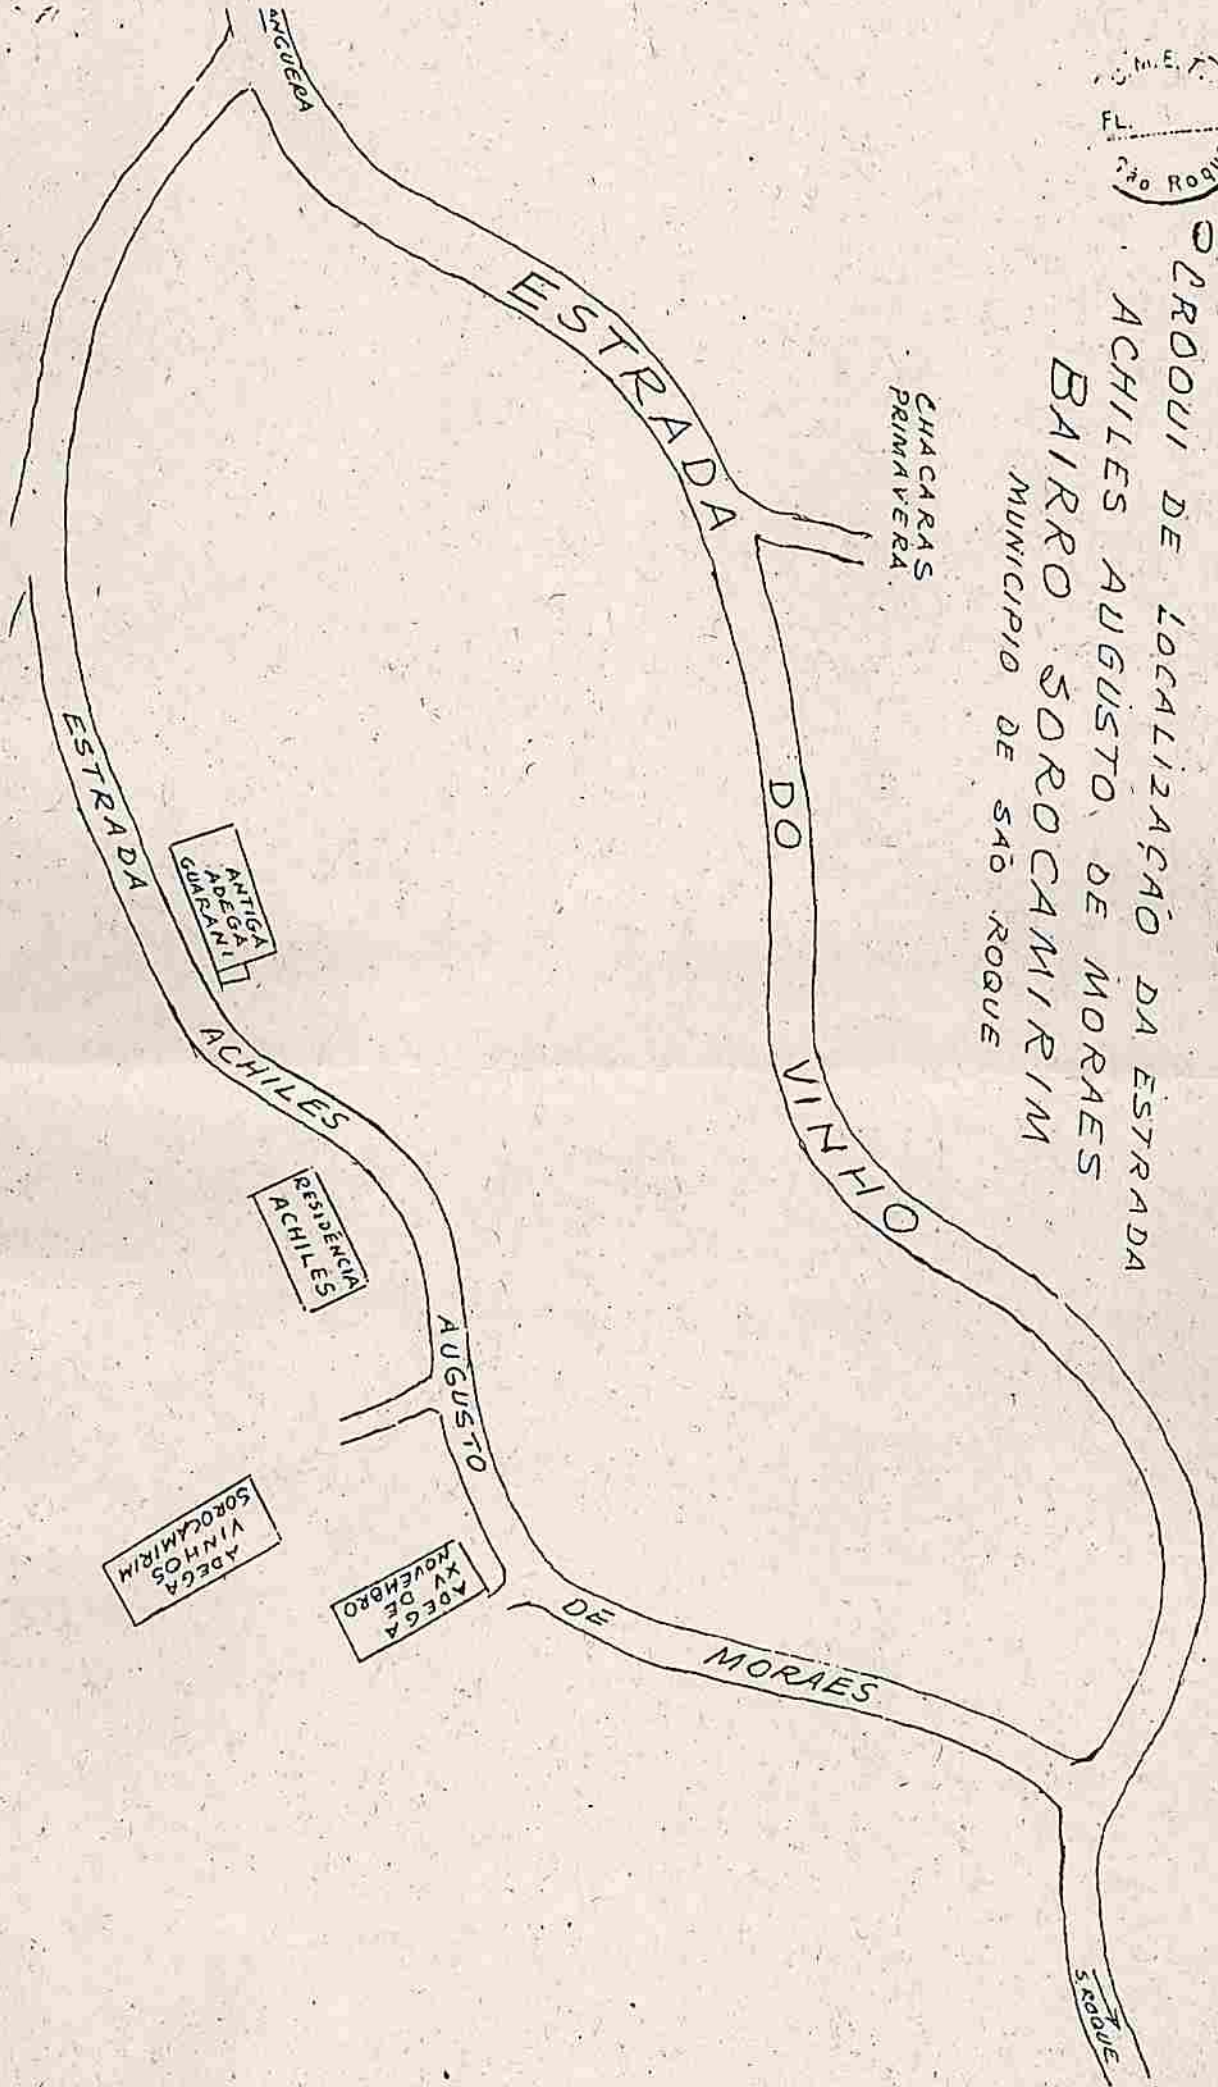 FL.
São Roqu
CROQUI DE LOCALIZAÇÃO DA ESTRADA
ACHILES AUGUSTO DE MORAES
BAIRRO SOROCAMIRIM
MUNICIPIO DE SÃO ROQUE
CHACARAS
PRIMAVERA
ANGUERA
ESTRADA DO VINHO
S. ROQUE
ESTRADA ACHILES AUGUSTO DE MORAES
ANTIGA
ADEGA
GUARANI
RESIDÊNCIA
ACHILES
ADEGA
XV DE
NOVEMBRO
ADEGA
VINHOS
SOROCAMIRIM